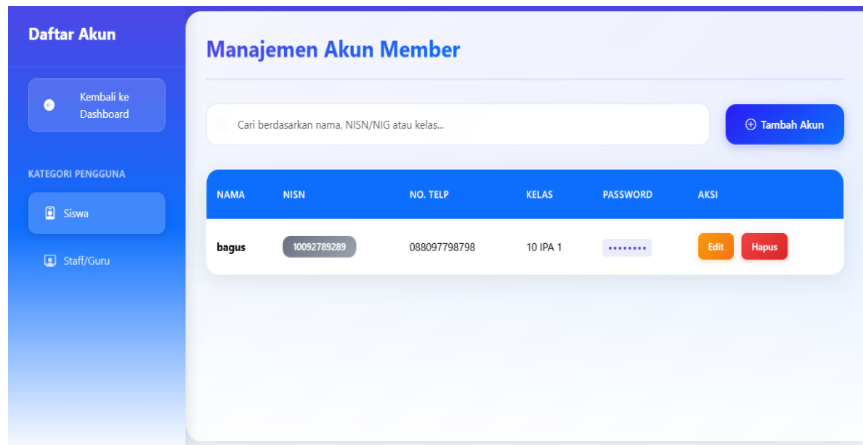 Daftar Akun
Kembali ke
Dashboard
KATEGORI PENGGUNA
Siswa
Staff/Guru
Manajemen Akun Member
Cari berdasarkan nama, NISN/NIG atau kelas...
Tambah Akun
NAMA NISN NO. TELP KELAS PASSWORD AKSI
bagus 10092789289 088097798798 10 IPA 1 •••••••• Edit Hapus